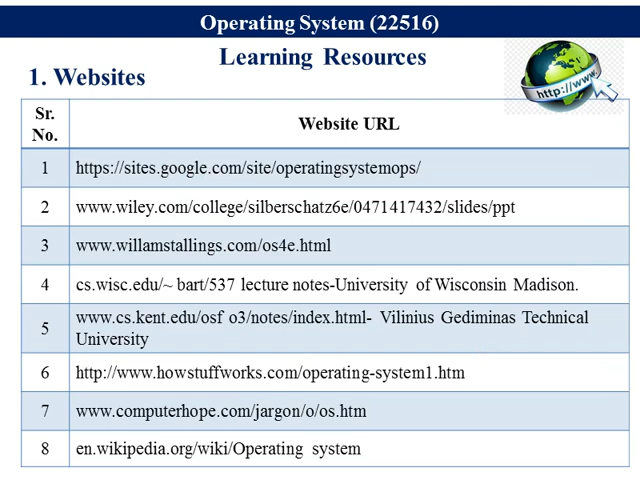 Operating System (22516)
Learning Resources
1. Websites
http://www.
Sr.
No.
Website URL
1 https://sites.google.com/site/operatingsystemops/
2 www.wiley.com/college/silberschatz6e/0471417432/slides/ppt
3 www.willamstallings.com/os4e.html
4 cs.wisc.edu/~ bart/537 lecture notes-University of Wisconsin Madison.
5 www.cs.kent.edu/osf o3/notes/index.html- Vilinius Gediminas Technical
University
6 http://www.howstuffworks.com/operating-system1.htm
7 www.computerhope.com/jargon/o/os.htm
8 en.wikipedia.org/wiki/Operating system